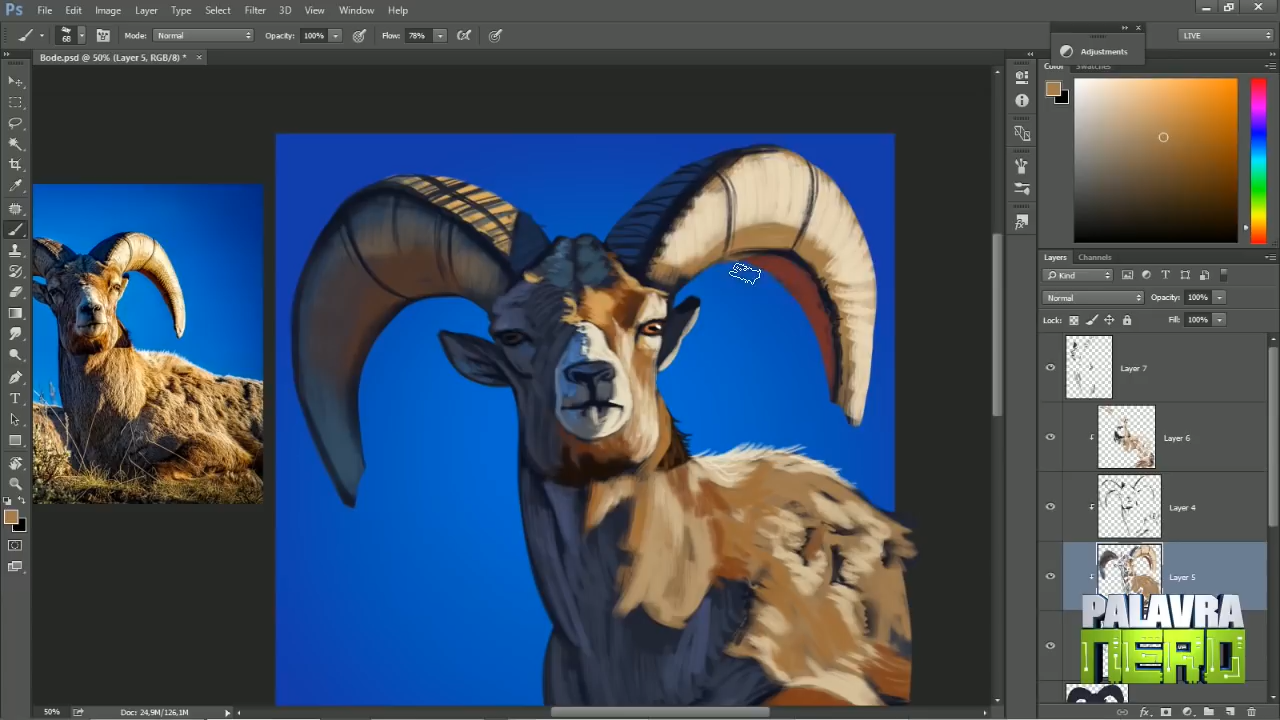 Ps File Edit Image Layer Type Select Filter 3D View Window Help
68 Mode: Normal Opacity: 100% Flow: 78% LIVE
Bode.psd @ 50% (Layer 5, RGB/8) * ×
Adjustments
Color Swatches
Layers Channels
Kind
Normal Opacity: 100%
Lock: Fill: 100%
Layer 7
Layer 6
Layer 4
Layer 5
PALAVRA
NERD
50% Doc: 24,9M/126,1M